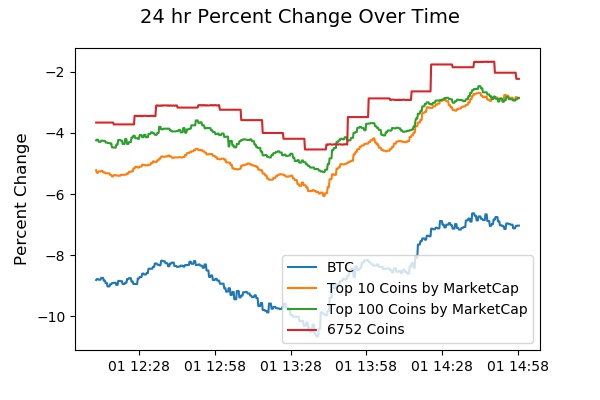 24 hr Percent Change Over Time
Percent Change
−2
−4
−6
−8
−10
BTC
Top 10 Coins by MarketCap
Top 100 Coins by MarketCap
6752 Coins
01 12:28 01 12:58 01 13:28 01 13:58 01 14:28 01 14:58